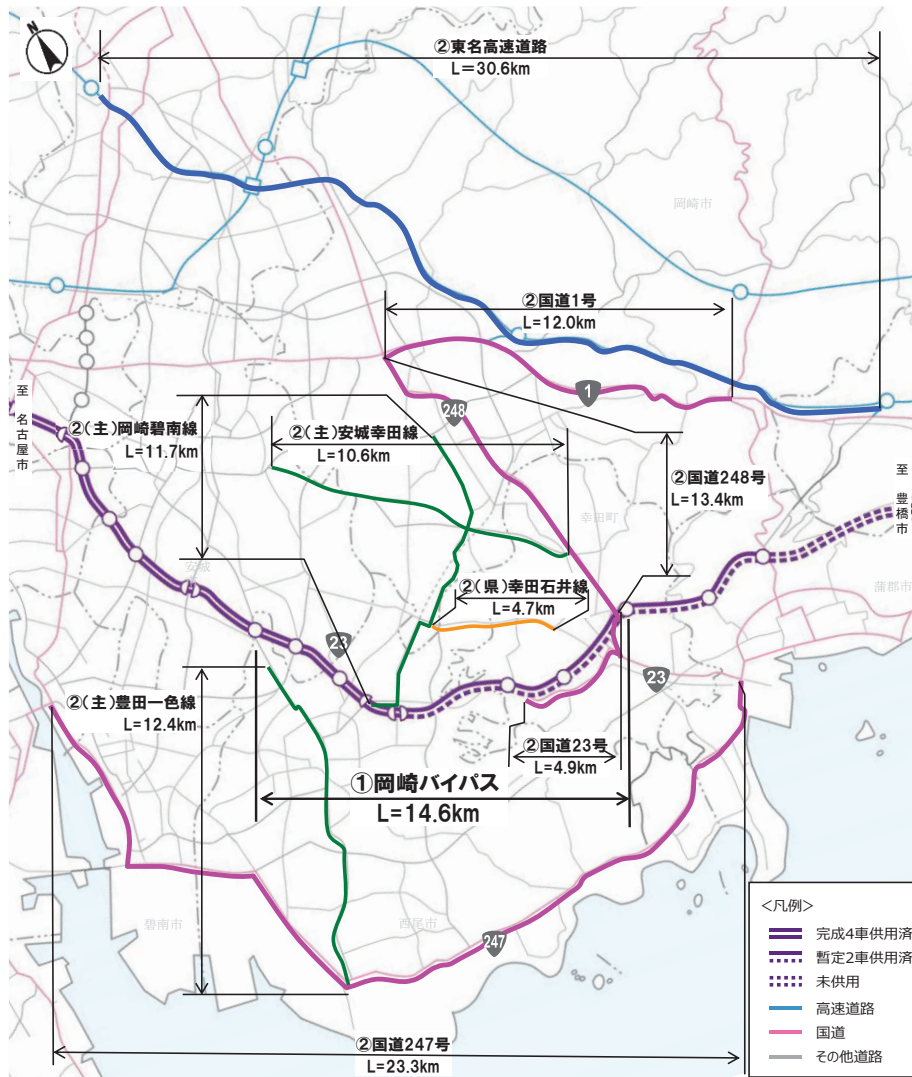 N
②東名高速道路
L=30.6km
岡崎市
②国道1号
L=12.0km
至 名古屋市
1
248
②(主)岡崎碧南線
L=11.7km
②(主)安城幸田線
L=10.6km
②国道248号
L=13.4km
至 豊橋市
幸田町
安城
②(県)幸田石井線
L=4.7km
蒲郡市
23
23
②(主)豊田一色線
L=12.4km
②国道23号
L=4.9km
①岡崎バイパス
L=14.6km
碧南市
西尾市
247
②国道247号
L=23.3km
<凡例>
完成4車供用済
暫定2車供用済
未供用
高速道路
国道
その他道路